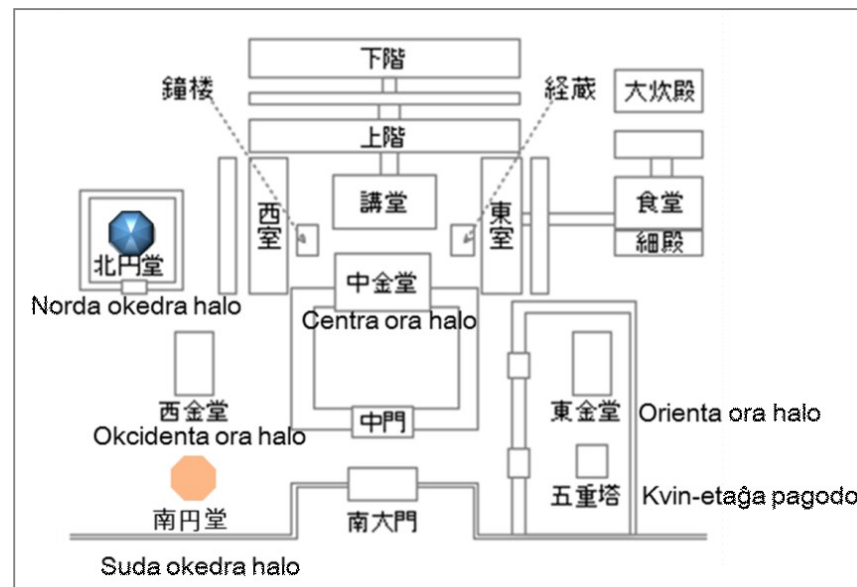 下階
鐘楼
経蔵
大炊殿
上階
講堂
西室
東室
食堂
細殿
北円堂
中金堂
Norda okedra halo
Centra ora halo
西金堂
中門
東金堂
Orienta ora halo
Okcidenta ora halo
南円堂
南大門
五重塔
Kvin-etaĝa pagodo
Suda okedra halo